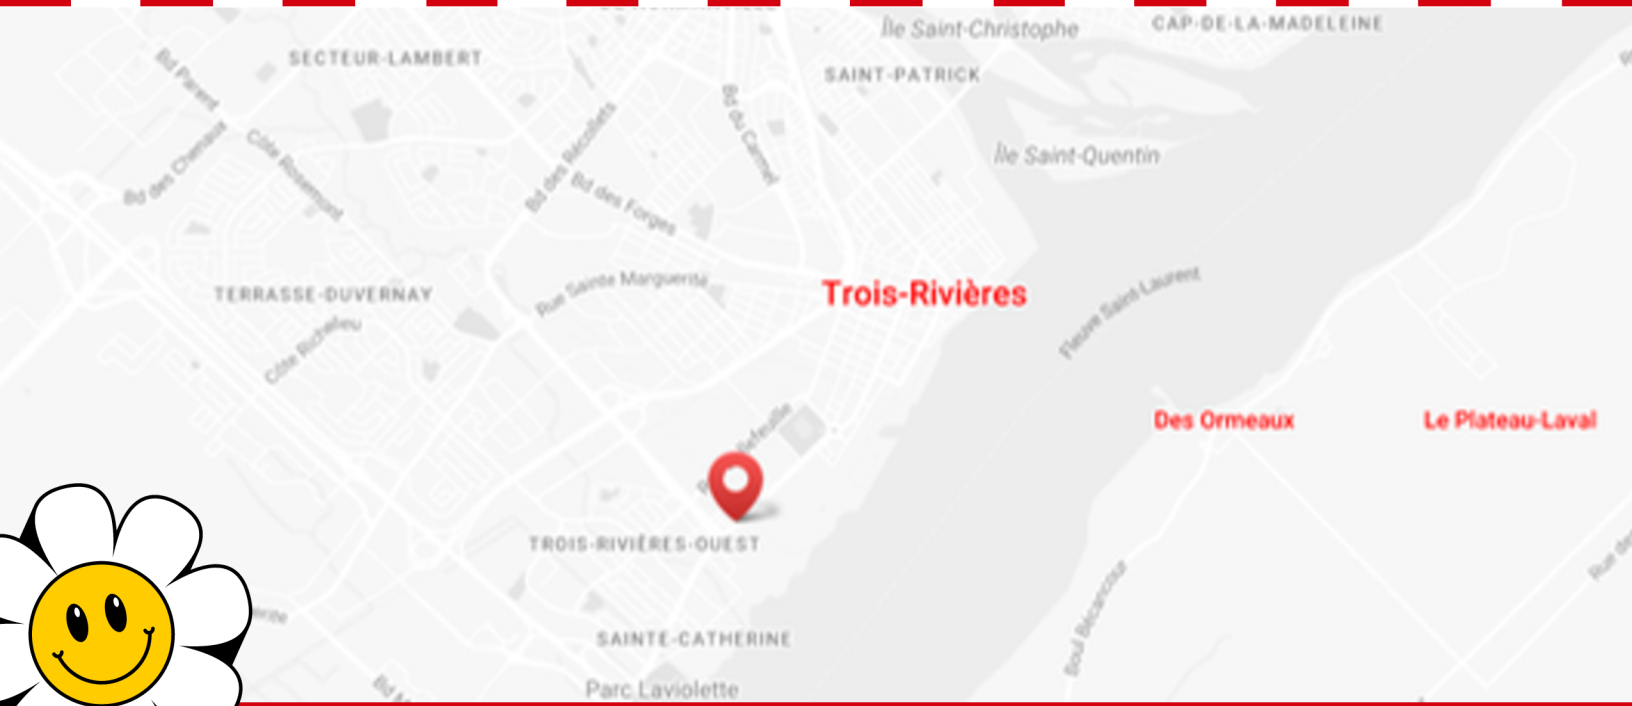 Île Saint-Christophe
CAP-DE-LA-MADELEINE
SECTEUR-LAMBERT
SAINT-PATRICK
Bd Parent
Bd du Carmel
Bd des Récollets
Bd des Chenaux
Côte Rosemont
Île Saint-Quentin
Bd des Forges
Rue Sainte Marguerite
TERRASSE-DUVERNAY
Trois-Rivières
Fleuve Saint-Laurent
Côte Richelieu
Des Ormeaux
Le Plateau-Laval
TROIS-RIVIÈRES-OUEST
Boul Bécancour
SAINTE-CATHERINE
Parc Laviolette